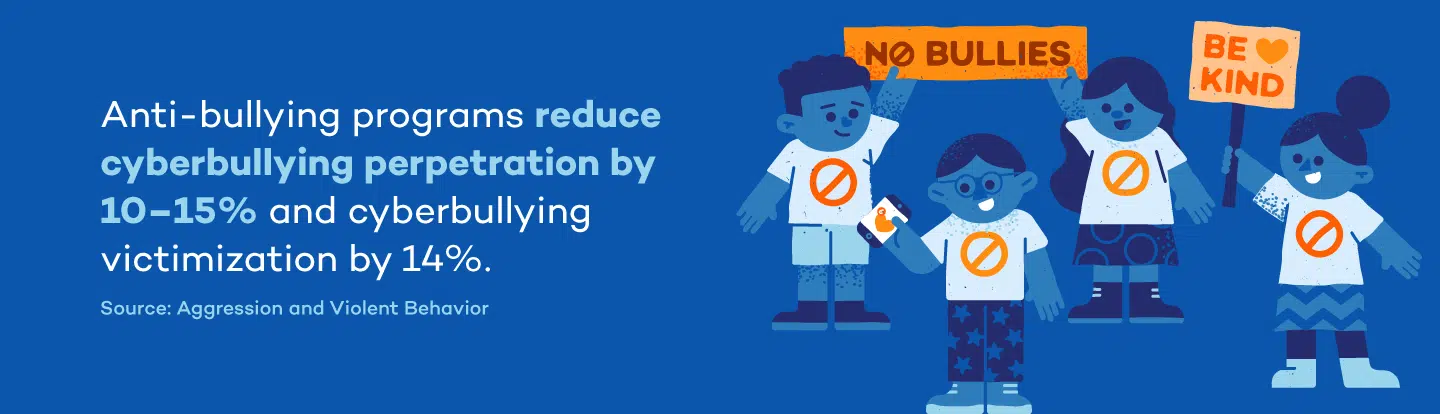 Anti-bullying programs reduce
cyberbullying perpetration by
10–15% and cyberbullying
victimization by 14%.
Source: Aggression and Violent Behavior
NO BULLIES
BE
KIND